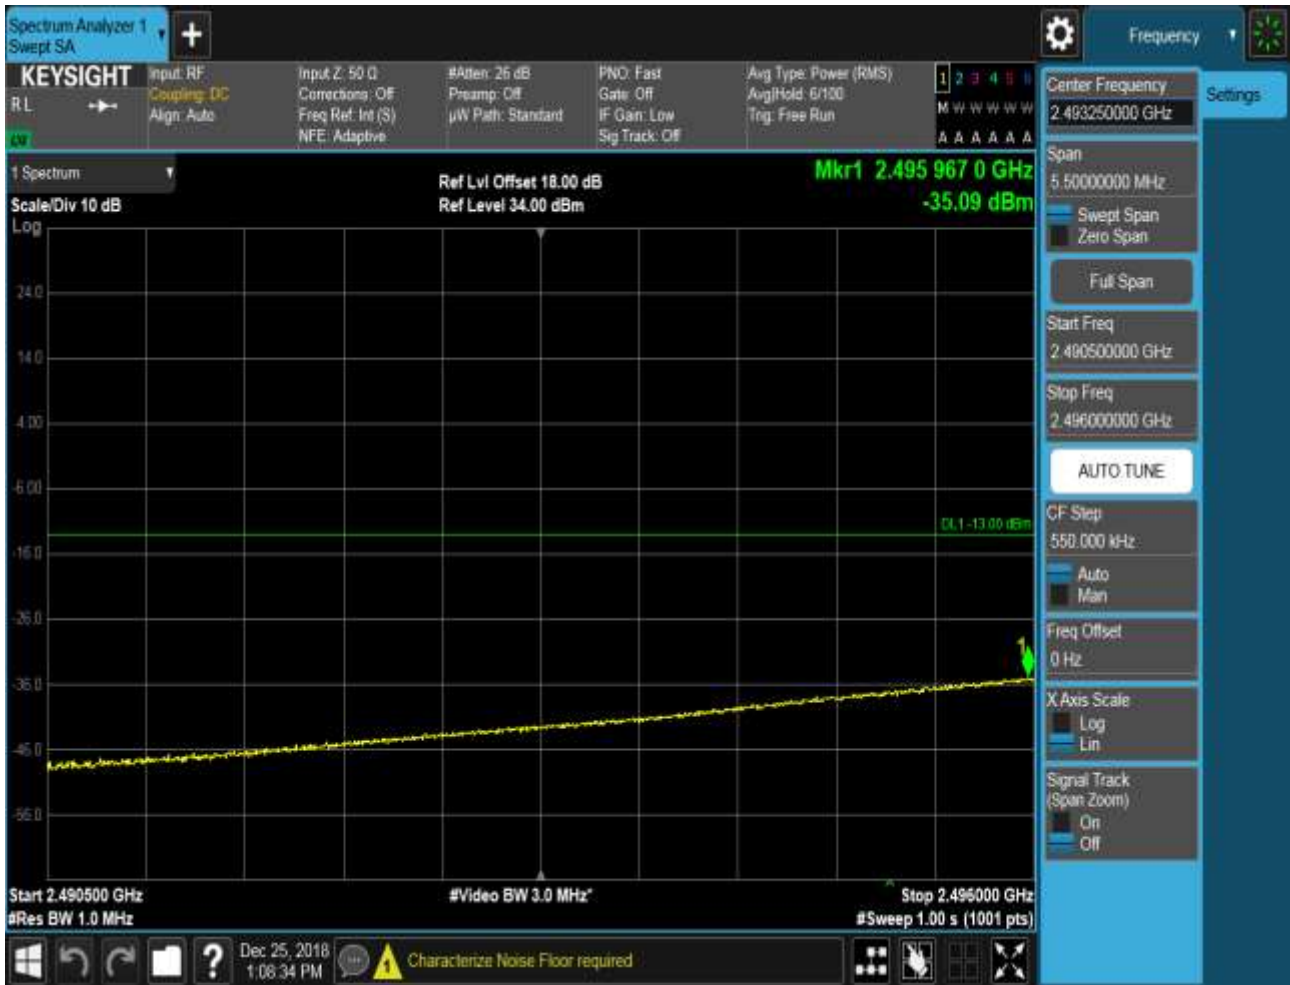 Spectrum Analyzer 1
Swept SA
+
Frequency
KEYSIGHT
RL
Input: RF
Coupling: DC
Align: Auto
Input Z: 50 Ω
Corrections: Off
Freq Ref: Int (S)
NFE: Adaptive
#Atten: 26 dB
Preamp: Off
µW Path: Standard
PNO: Fast
Gate: Off
IF Gain: Low
Sig Track: Off
Avg Type: Power (RMS)
Avg|Hold: 6/100
Trig: Free Run
1 2 3 4 5 6
M W W W W W
A A A A A A
1 Spectrum
Scale/Div 10 dB
Log
Ref Lvl Offset 18.00 dB
Ref Level 34.00 dBm
Mkr1 2.495 967 0 GHz
-35.09 dBm
24.0
14.0
4.00
-6.00
-16.0
-26.0
-36.0
-46.0
-56.0
DL1 -13.00 dBm
1
Start 2.490500 GHz
#Res BW 1.0 MHz
#Video BW 3.0 MHz*
Stop 2.496000 GHz
#Sweep 1.00 s (1001 pts)
Center Frequency
2.493250000 GHz
Settings
Span
5.50000000 MHz
Swept Span
Zero Span
Full Span
Start Freq
2.490500000 GHz
Stop Freq
2.496000000 GHz
AUTO TUNE
CF Step
550.000 kHz
Auto
Man
Freq Offset
0 Hz
X Axis Scale
Log
Lin
Signal Track
(Span Zoom)
On
Off
?
Dec 25, 2018
1:08:34 PM
1
Characterize Noise Floor required